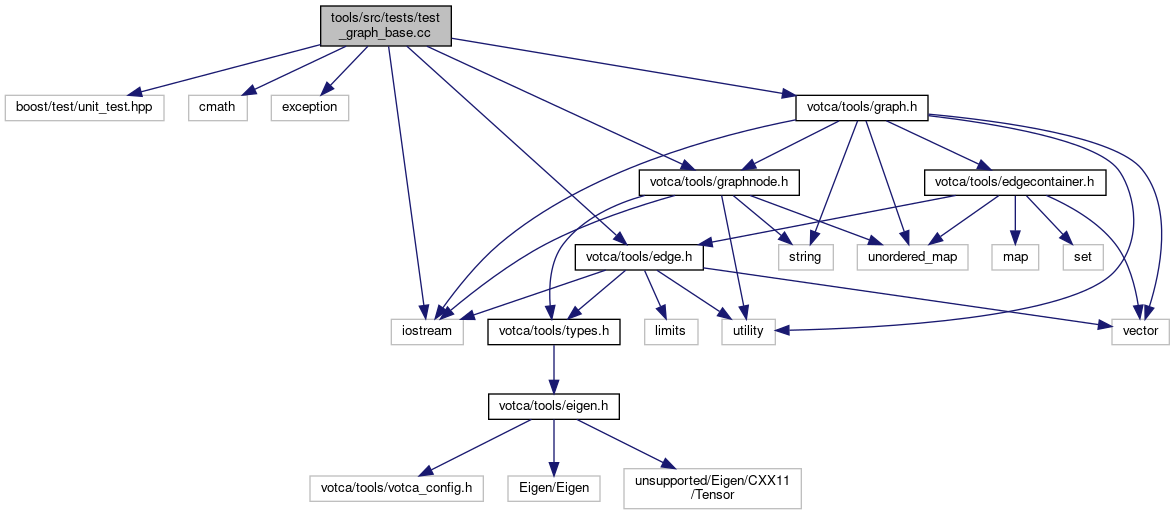 tools/src/tests/test
_graph_base.cc
boost/test/unit_test.hpp
cmath
exception
votca/tools/graph.h
votca/tools/graphnode.h
votca/tools/edgecontainer.h
votca/tools/edge.h
string
unordered_map
map
set
iostream
votca/tools/types.h
limits
utility
vector
votca/tools/eigen.h
votca/tools/votca_config.h
Eigen/Eigen
unsupported/Eigen/CXX11
/Tensor